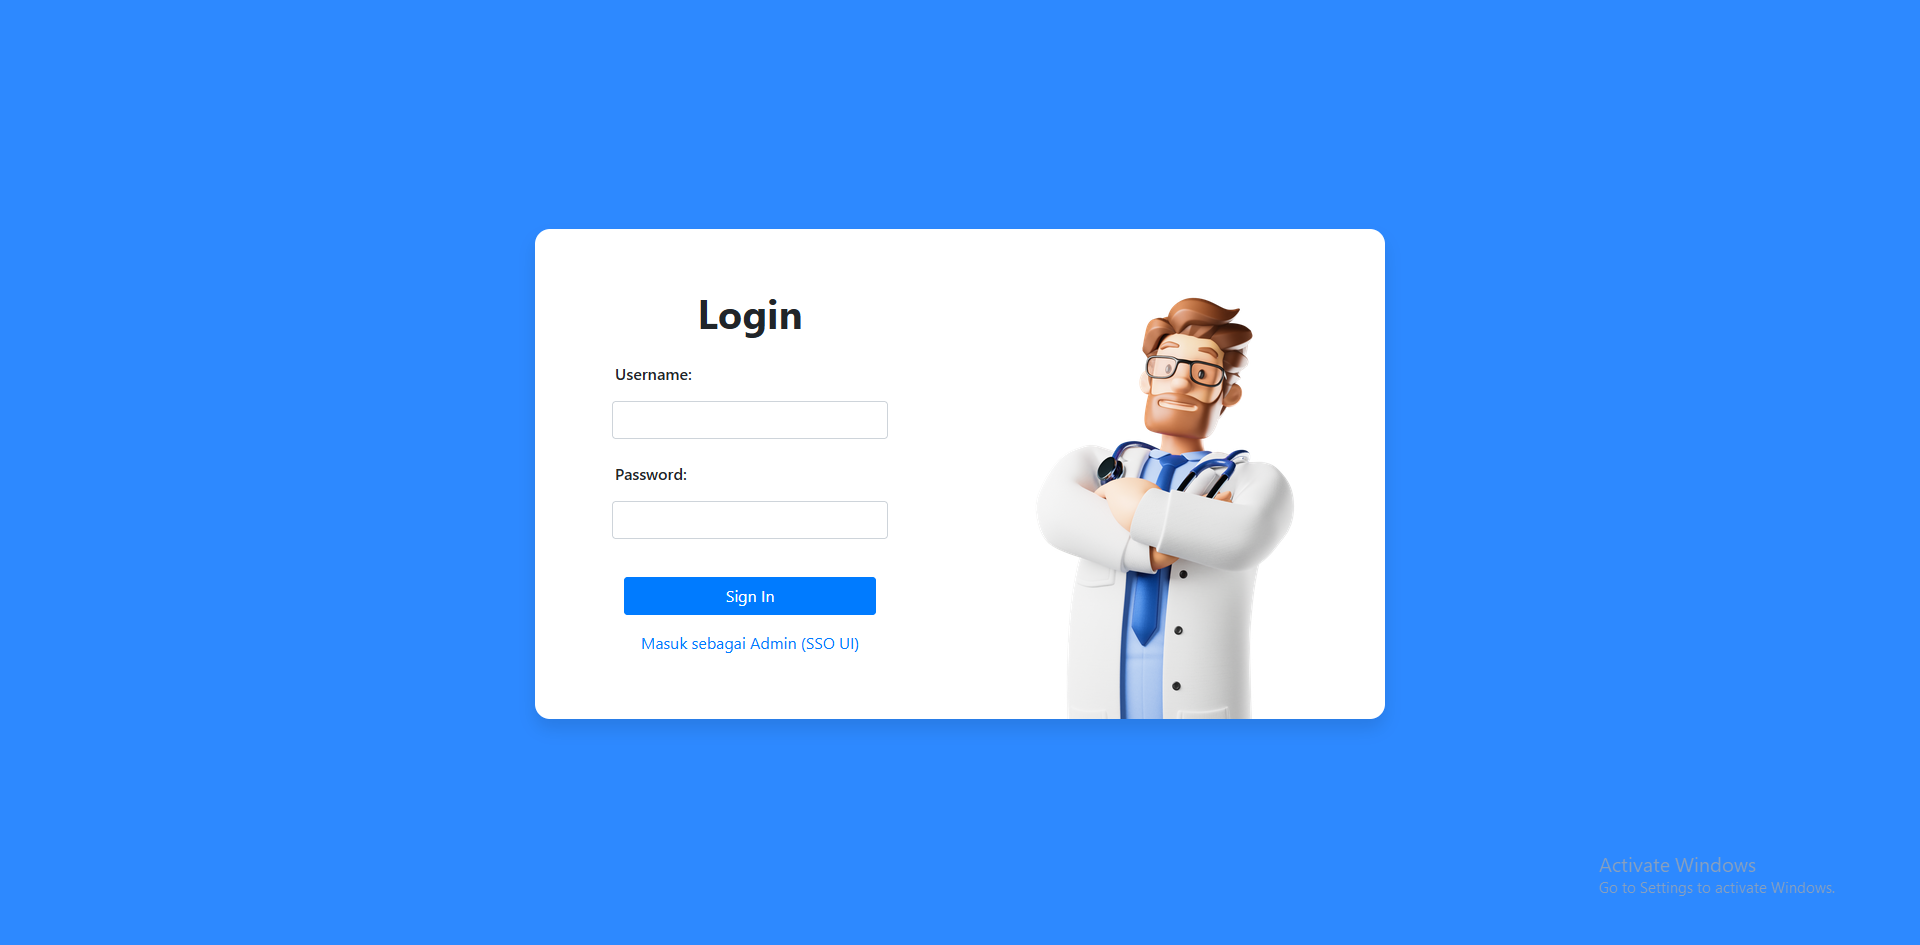 Login
Username:
Password:
Sign In
Masuk sebagai Admin (SSO UI)
Activate Windows
Go to Settings to activate Windows.